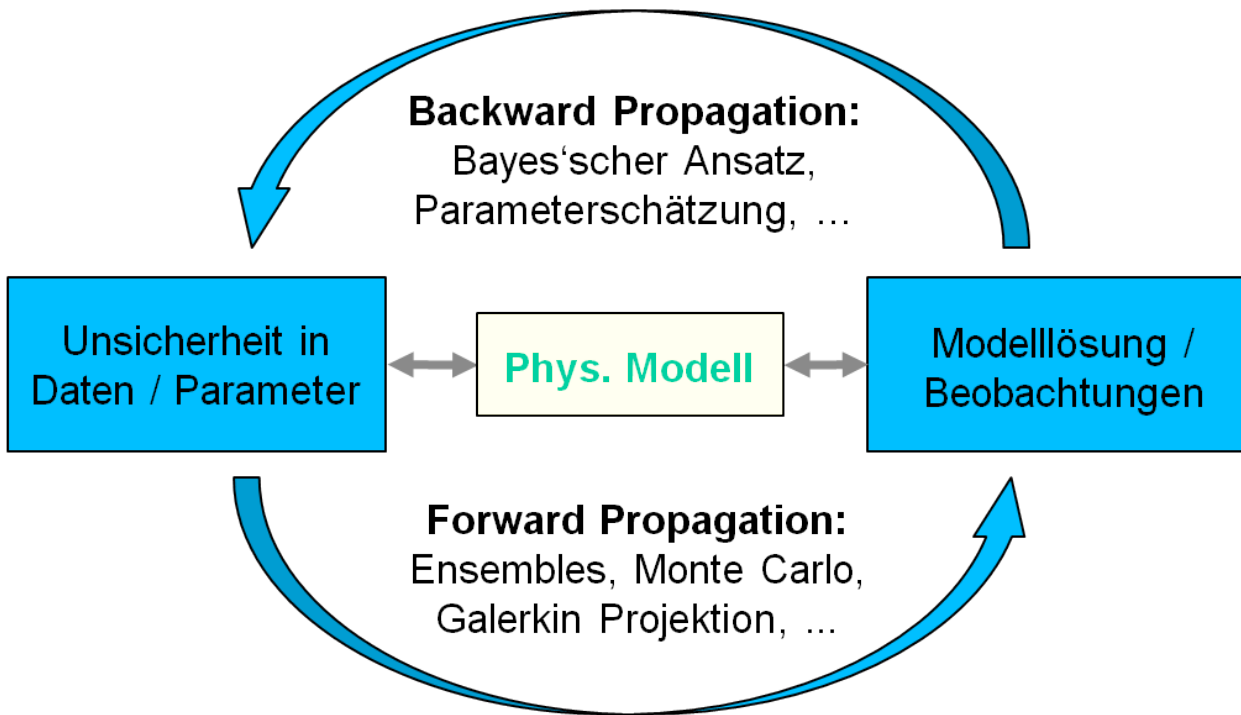 Backward Propagation:
Bayes‘scher Ansatz,
Parameterschätzung, ...
Unsicherheit in
Daten / Parameter
Phys. Modell
Modelllösung /
Beobachtungen
Forward Propagation:
Ensembles, Monte Carlo,
Galerkin Projektion, ...